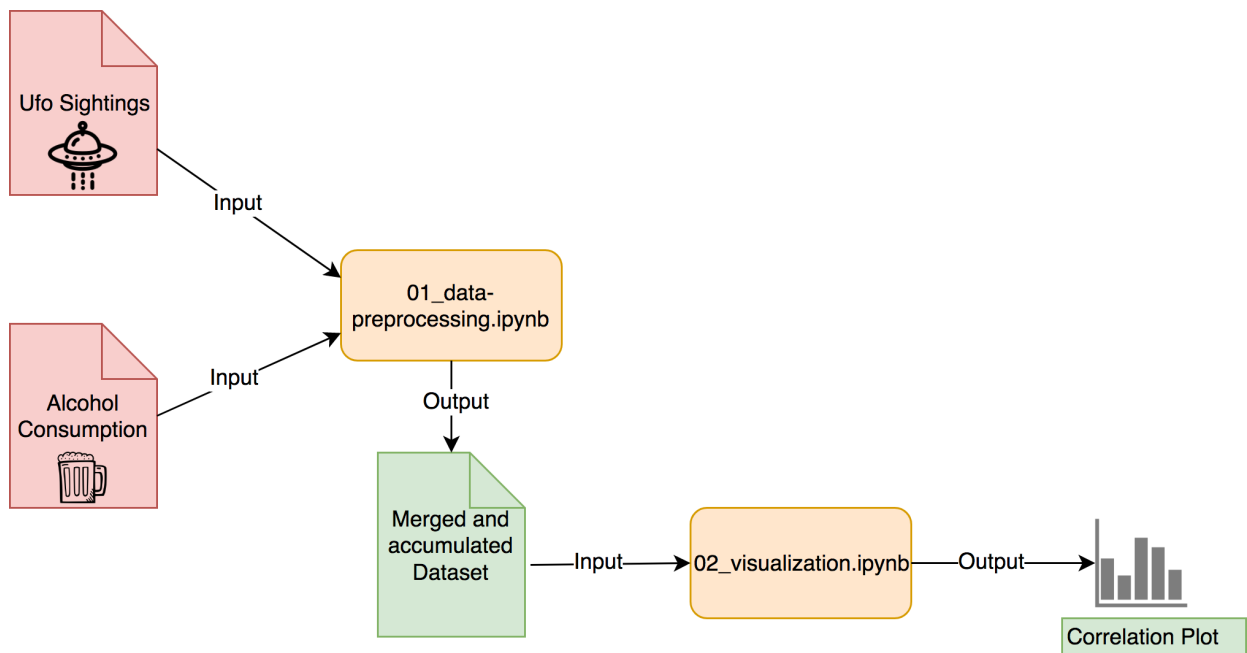 Ufo Sightings
Input
01_data-
preprocessing.ipynb
Alcohol
Consumption
Input
Output
Merged and
accumulated
Dataset
Input
02_visualization.ipynb
Output
Correlation Plot